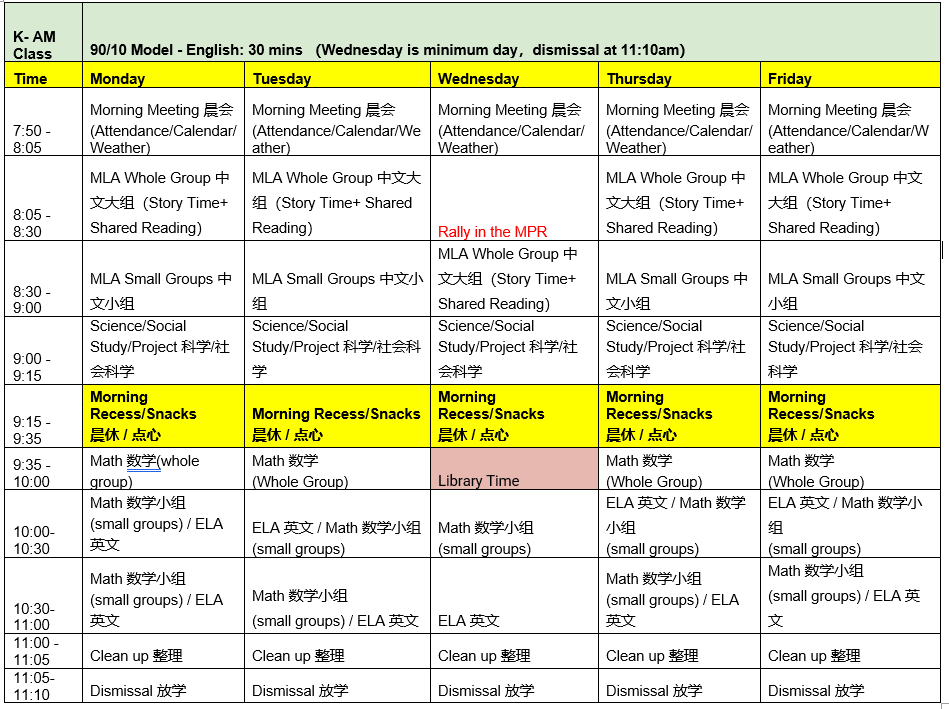 K- AM
Class
90/10 Model - English: 30 mins （Wednesday is minimum day，dismissal at 11:10am）
Time
Monday
Tuesday
Wednesday
Thursday
Friday
7:50 -
8:05
Morning Meeting 晨会
(Attendance/Calendar/
Weather)
Morning Meeting 晨会
(Attendance/Calendar/We
ather)
Morning Meeting 晨会
(Attendance/Calendar/
Weather)
Morning Meeting 晨会
(Attendance/Calendar/
Weather)
Morning Meeting 晨会
(Attendance/Calendar/W
eather)
8:05 -
8:30
MLA Whole Group 中
文大组（Story Time+
Shared Reading）
MLA Whole Group 中文大
组（Story Time+ Shared
Reading）
Rally in the MPR
MLA Whole Group 中
文大组（Story Time+
Shared Reading）
MLA Whole Group 中文
大组（Story Time+
Shared Reading）
8:30 -
9:00
MLA Small Groups 中
文小组
MLA Small Groups 中文小
组
MLA Whole Group 中
文大组（Story Time+
Shared Reading）
MLA Small Groups 中
文小组
MLA Small Groups 中文
小组
9:00 -
9:15
Science/Social
Study/Project 科学/社
会科学
Science/Social
Study/Project 科学/社会科
学
Science/Social
Study/Project 科学/社
会科学
Science/Social
Study/Project 科学/社
会科学
Science/Social
Study/Project 科学/社会
科学
9:15 -
9:35
Morning
Recess/Snacks
晨休 / 点心
Morning Recess/Snacks
晨休 / 点心
Morning
Recess/Snacks
晨休 / 点心
Morning
Recess/Snacks
晨休 / 点心
Morning
Recess/Snacks
晨休 / 点心
9:35 -
10:00
Math 数学(whole
group)
Math 数学
(Whole Group)
Library Time
Math 数学
(Whole Group)
Math 数学
(Whole Group)
10:00-
10:30
Math 数学小组
(small groups) / ELA
英文
ELA 英文 / Math 数学小组
(small groups)
Math 数学小组
(small groups)
ELA 英文 / Math 数学
小组
(small groups)
ELA 英文 / Math 数学小
组
(small groups)
10:30-
11:00
Math 数学小组
(small groups) / ELA
英文
Math 数学小组
(small groups) / ELA 英文
ELA 英文
Math 数学小组
(small groups) / ELA
英文
Math 数学小组
(small groups) / ELA 英
文
11:00 -
11:05
Clean up 整理
Clean up 整理
Clean up 整理
Clean up 整理
Clean up 整理
11:05-
11:10
Dismissal 放学
Dismissal 放学
Dismissal 放学
Dismissal 放学
Dismissal 放学